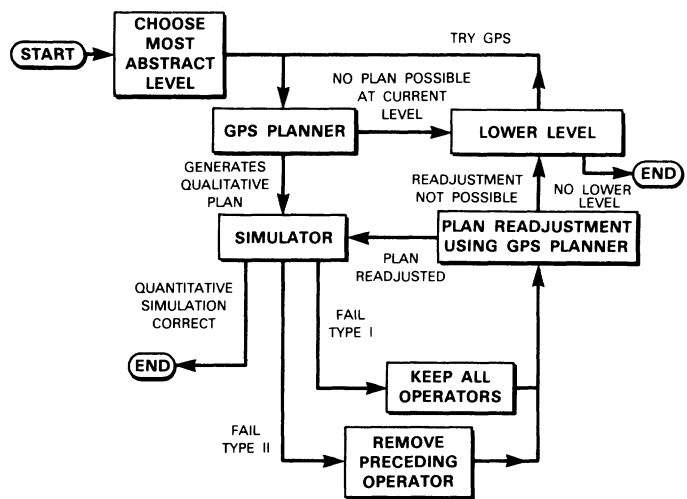 START
CHOOSE
MOST
ABSTRACT
LEVEL
TRY GPS
NO PLAN POSSIBLE
AT CURRENT
LEVEL
GPS PLANNER
LOWER LEVEL
GENERATES
QUALITATIVE
PLAN
READJUSTMENT
NOT POSSIBLE
NO LOWER
LEVEL
END
SIMULATOR
PLAN READJUSTMENT
USING GPS PLANNER
PLAN
READJUSTED
QUANTITATIVE
SIMULATION
CORRECT
FAIL
TYPE I
END
KEEP ALL
OPERATORS
FAIL
TYPE II
REMOVE
PRECEDING
OPERATOR